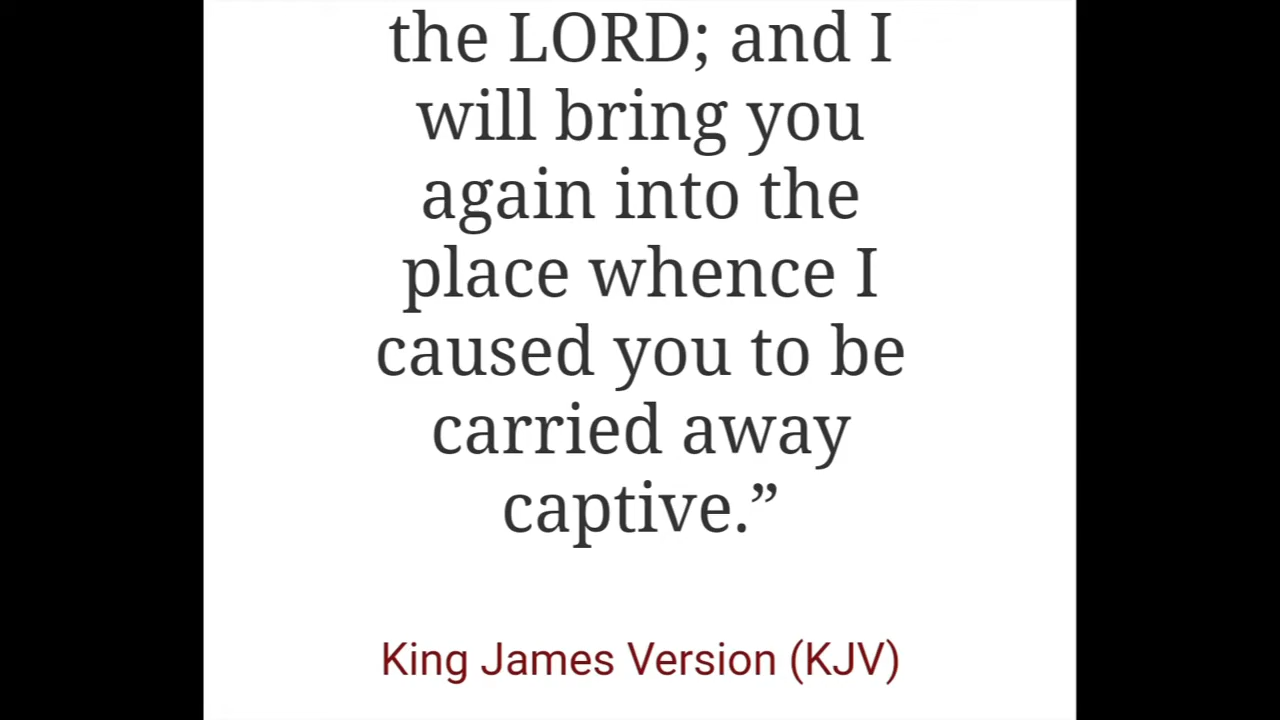 the LORD; and I
will bring you
again into the
place whence I
caused you to be
carried away
captive.”
King James Version (KJV)